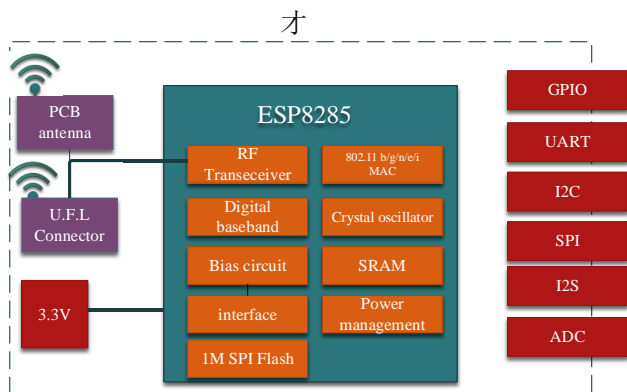 才
PCB
antenna
U.F.L
Connector
3.3V
ESP8285
RF
Transeceiver
802.11 b/g/n/e/i
MAC
Digital
baseband
Crystal oscillator
Bias circuit
SRAM
interface
Power
management
1M SPI Flash
GPIO
UART
I2C
SPI
I2S
ADC